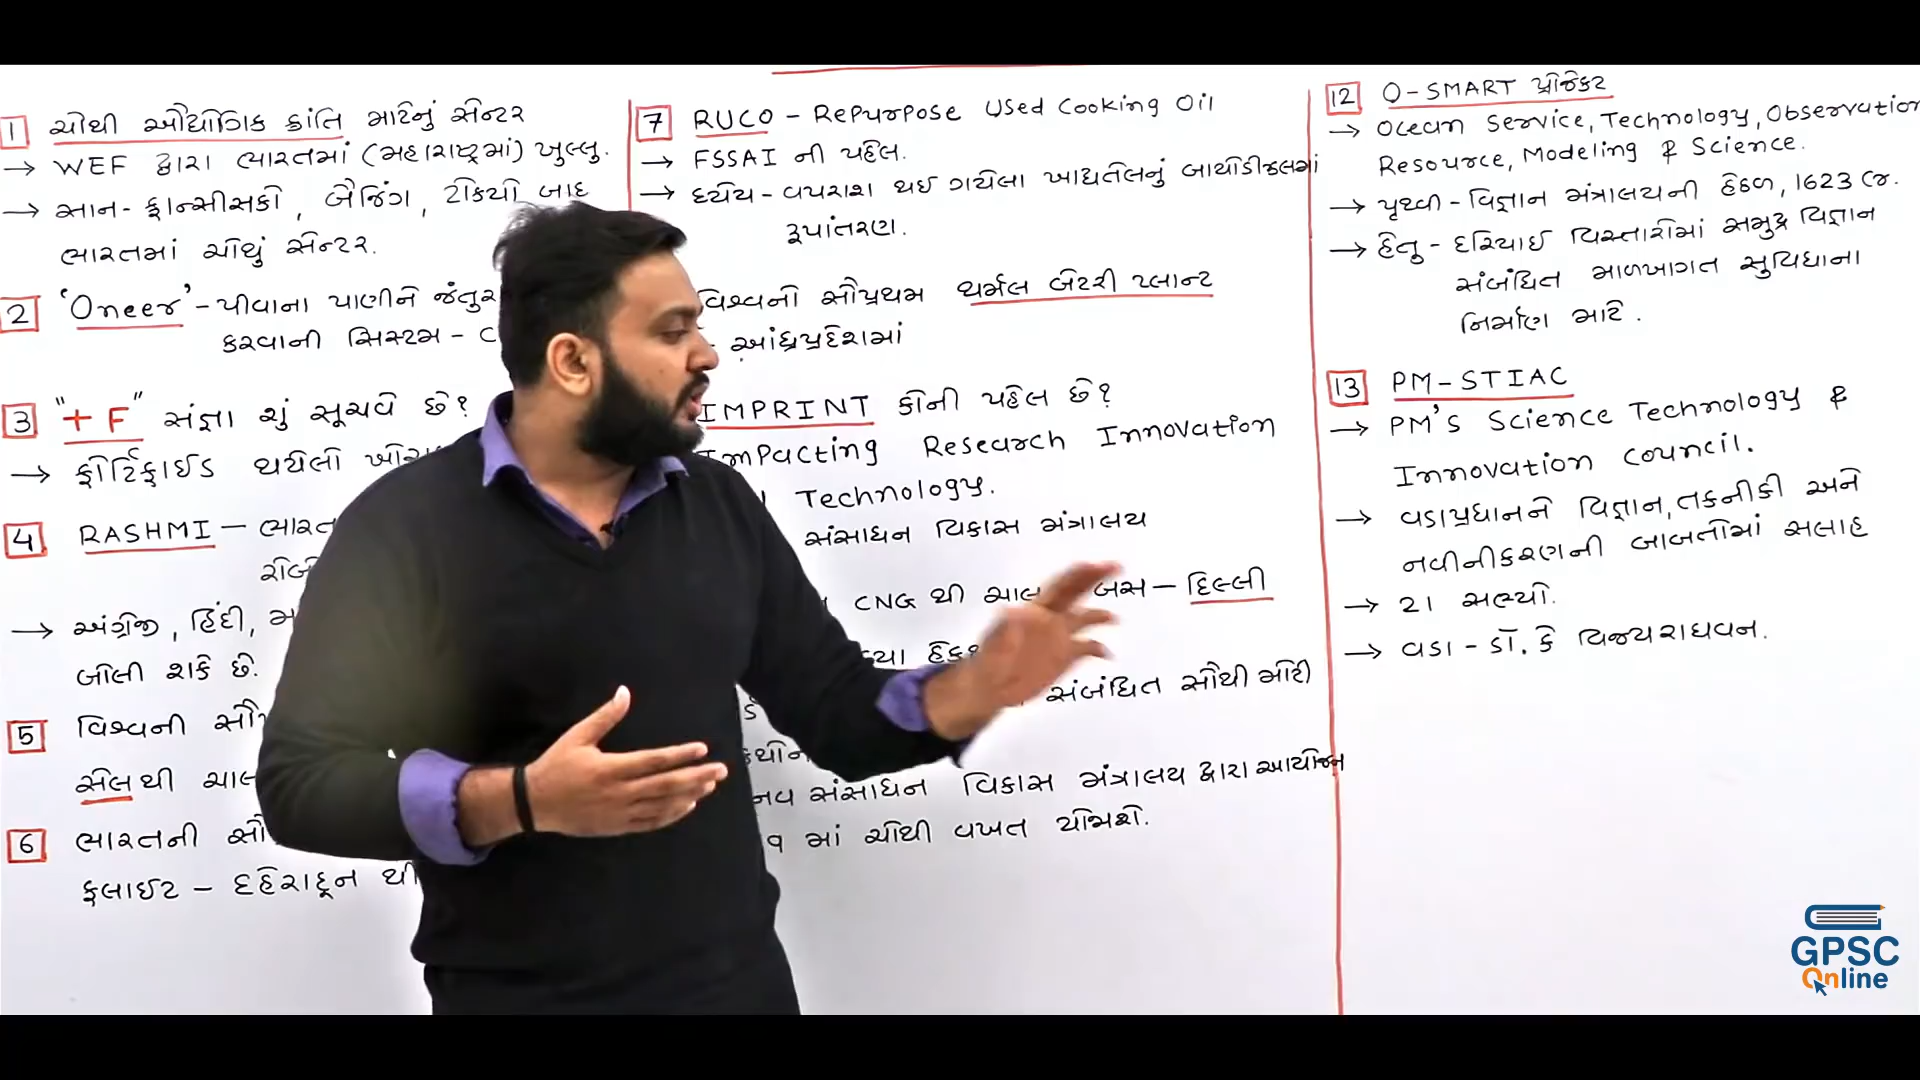 1 ચોથી ઔદ્યોગિક ક્રાંતિ માટેનું સેન્ટર
→ WEF દ્વારા ભારતમાં (મહારાષ્ટ્રમાં) ખુલ્લુ.
→ સાન-ફ્રાન્સીસકો, બેજિંગ, ટોકયો બાદ
ભારતમાં ચોથું સેન્ટર.
2 'Oneer' - પીવાના પાણીને
કરવાની સિસ્ટમ -
3 "+F" સંજ્ઞા શું સૂચવે છે?
→ ફોર્ટિફાઈડ થયેલો
4 RASHMI -
→ અંગ્રેજી, હિંદી,
બોલી શકે છે.
5 વિશ્વની
સેલ થી
6 ભારતની
ફલાઈટ - દહેરાદૂન થી
7 RUCO - Repurpose Used Cooking Oil
→ FSSAI ની પહેલ.
→ ધ્યેય - વપરાશ થઈ ગયેલા ખાદ્યતેલનું બાયોડીઝલમાં
રૂપાંતરણ.
વિશ્વનો સૌપ્રથમ થર્મલ બેટરી પ્લાન્ટ
- આંધ્રપ્રદેશમાં
IMPRINT કોની પહેલ છે?
Impacting Research Innovation
Technology.
સંસાધન વિકાસ મંત્રાલય
CNG થી બસ - દિલ્લી
સંબંધિત સૌથી મોટી
સંસાધન વિકાસ મંત્રાલય દ્વારા આયોજન
માં ચોથી વખત યોજાશે.
12 O-SMART પ્રોજેકટ
→ Ocean Service, Technology, Observation
Resource, Modeling & Science.
→ પૃથ્વી - વિજ્ઞાન મંત્રાલયની હેઠળ, 1623 કર.
→ હેતુ - દરિયાઈ વિસ્તારોમાં સમુદ્ર વિજ્ઞાન
સંબંધિત માળખાગત સુવિધાના
નિર્માણ માટે.
13 PM-STIAC
→ PM's Science Technology &
Innovation Council.
→ વડાપ્રધાનને વિજ્ઞાન, તકનીકી અને
નવીનીકરણની બાબતોમાં સલાહ
→ 21 સભ્યો.
→ વડા - ડૉ. કે વિજયરાઘવન.
GPSC
Online